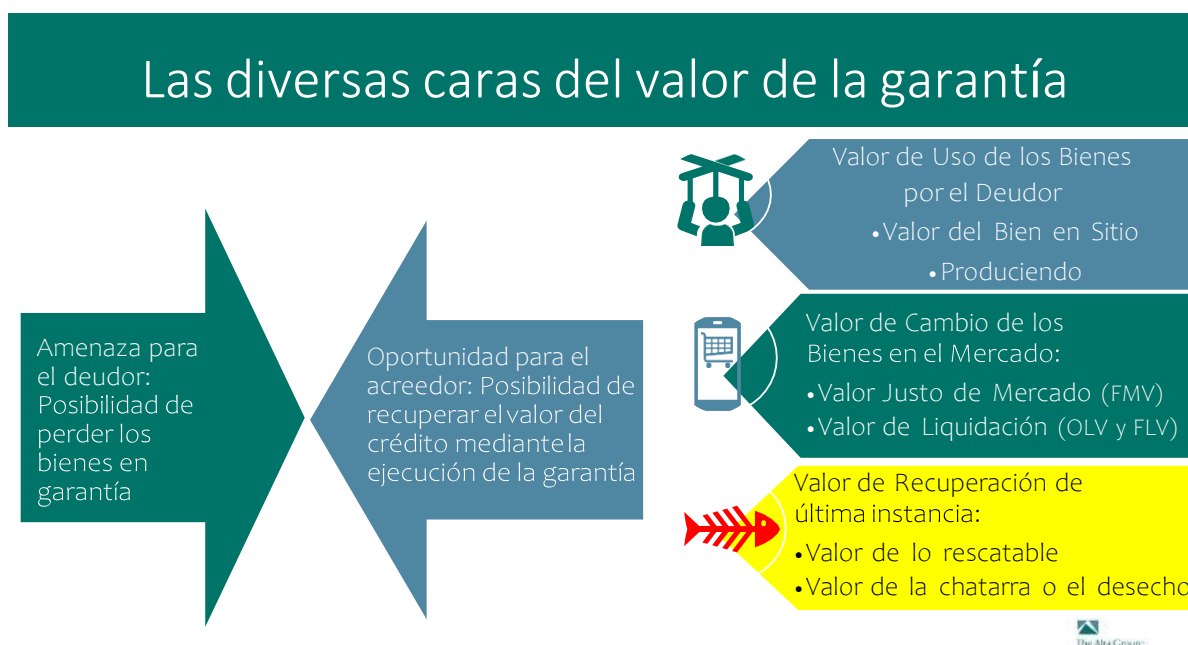 Las diversas caras del valor de la garantía
Amenaza para
el deudor:
Posibilidad de
perder los
bienes en
garantía
Oportunidad para el
acreedor: Posibilidad de
recuperar el valor del
crédito mediante la
ejecución de la garantía
Valor de Uso de los Bienes
por el Deudor
•Valor del Bien en Sitio
•Produciendo
Valor de Cambio de los
Bienes en el Mercado:
•Valor Justo de Mercado (FMV)
•Valor de Liquidación (OLV y FLV)
Valor de Recuperación de
última instancia:
•Valor de lo rescatable
•Valor de la chatarra o el desecho
The Alta Group